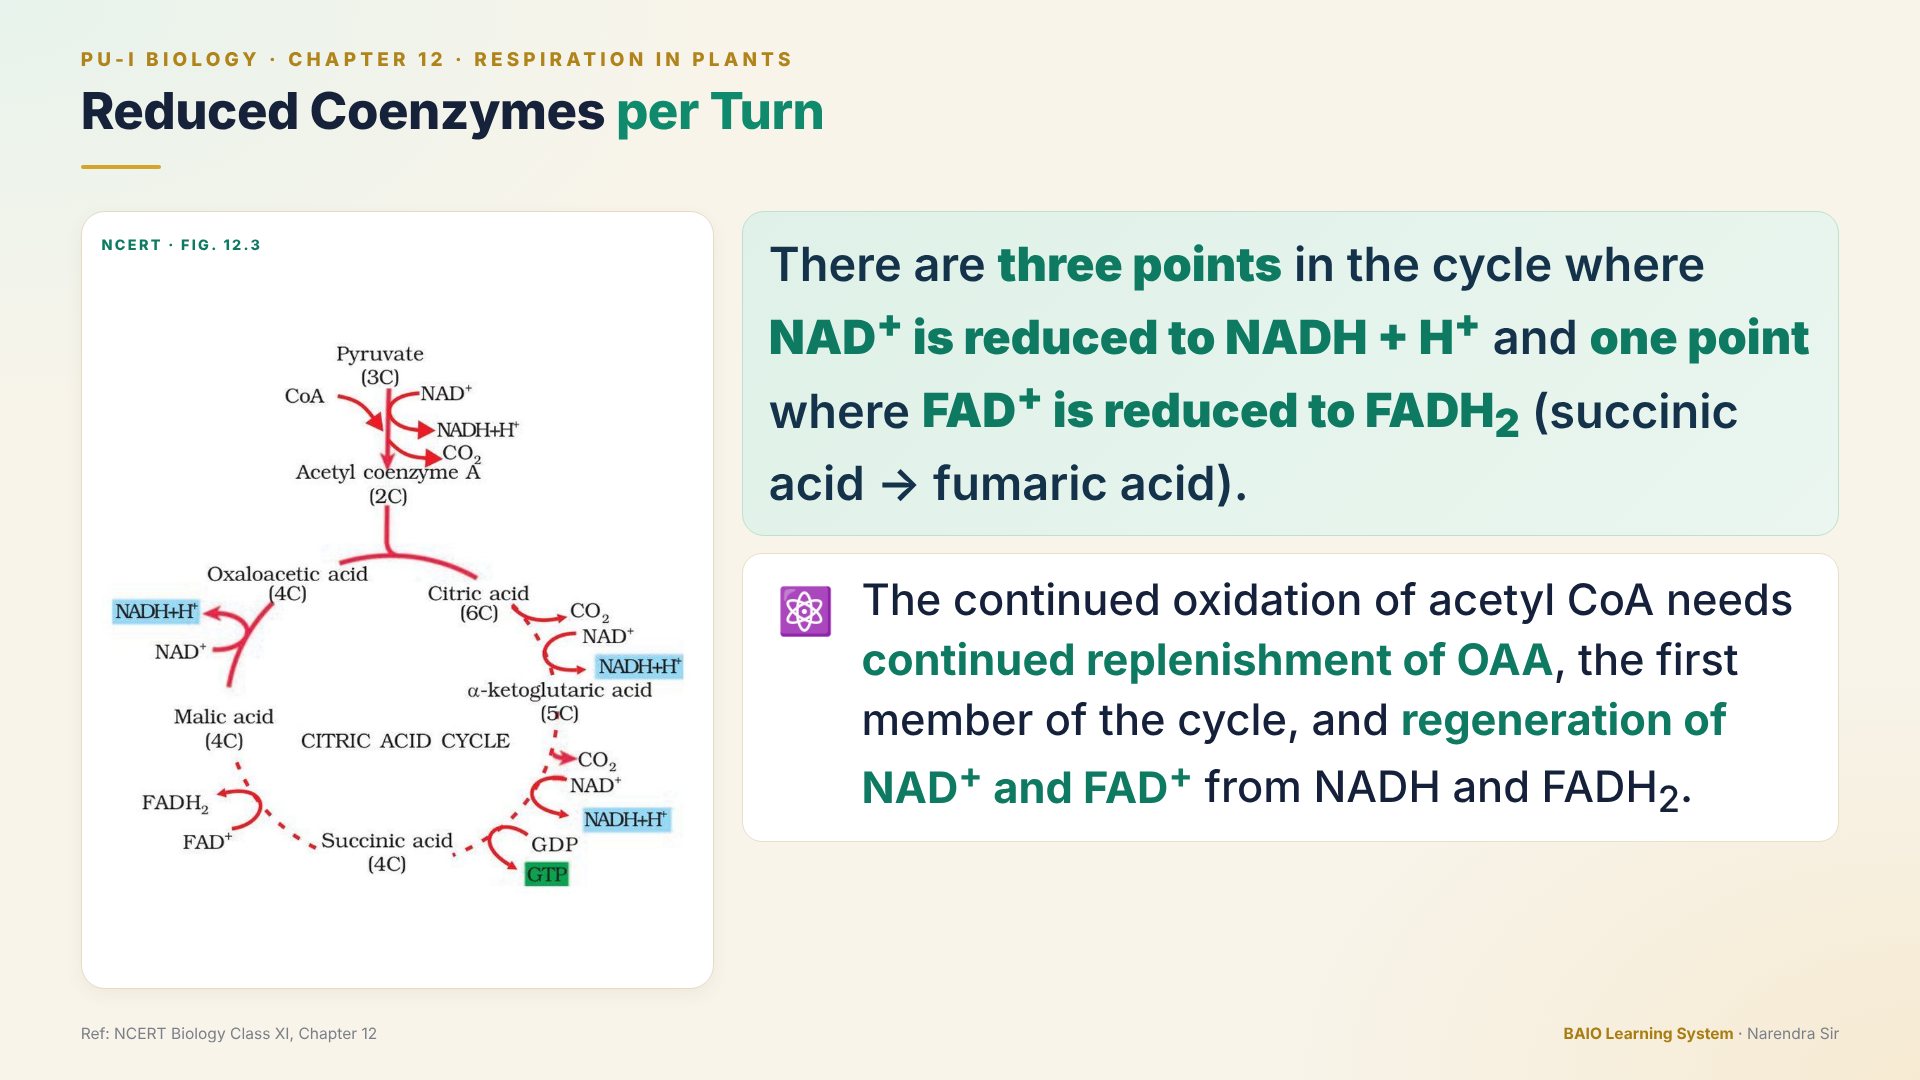 PU-I BIOLOGY · CHAPTER 12 · RESPIRATION IN PLANTS
Reduced Coenzymes per Turn
NCERT · FIG. 12.3
Pyruvate
(3C)
CoA
NAD⁺
NADH+H⁺
CO₂
Acetyl coenzyme A
(2C)
Oxaloacetic acid
(4C)
Citric acid
(6C)
CO₂
NAD⁺
NADH+H⁺
NADH+H⁺
NAD⁺
α-ketoglutaric acid
(5C)
Malic acid
(4C)
CITRIC ACID CYCLE
CO₂
NAD⁺
NADH+H⁺
FADH₂
FAD⁺
Succinic acid
(4C)
GDP
GTP
There are three points in the cycle where
NAD⁺ is reduced to NADH + H⁺ and one point
where FAD⁺ is reduced to FADH₂ (succinic
acid → fumaric acid).
The continued oxidation of acetyl CoA needs
continued replenishment of OAA, the first
member of the cycle, and regeneration of
NAD⁺ and FAD⁺ from NADH and FADH₂.
Ref: NCERT Biology Class XI, Chapter 12
BAIO Learning System · Narendra Sir